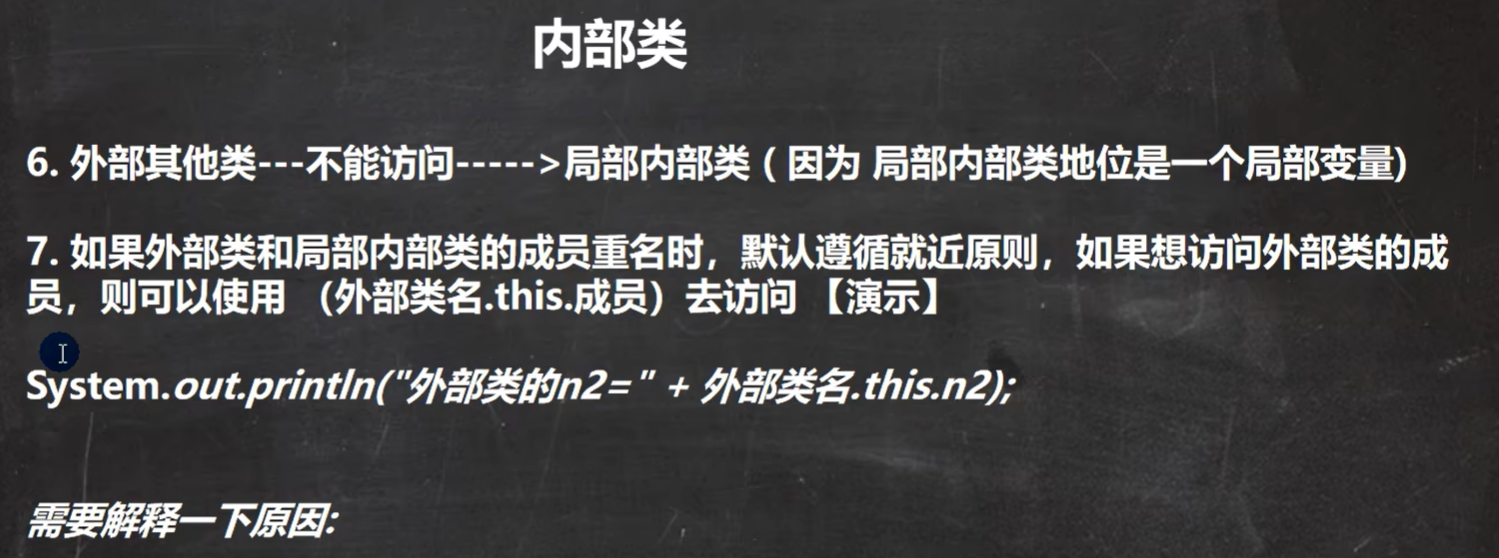 内部类
6. 外部其他类---不能访问----->局部内部类 ( 因为 局部内部类地位是一个局部变量)
7. 如果外部类和局部内部类的成员重名时，默认遵循就近原则，如果想访问外部类的成
员，则可以使用 （外部类名.this.成员）去访问 【演示】
System.out.println("外部类的n2=" + 外部类名.this.n2);
需要解释一下原因: